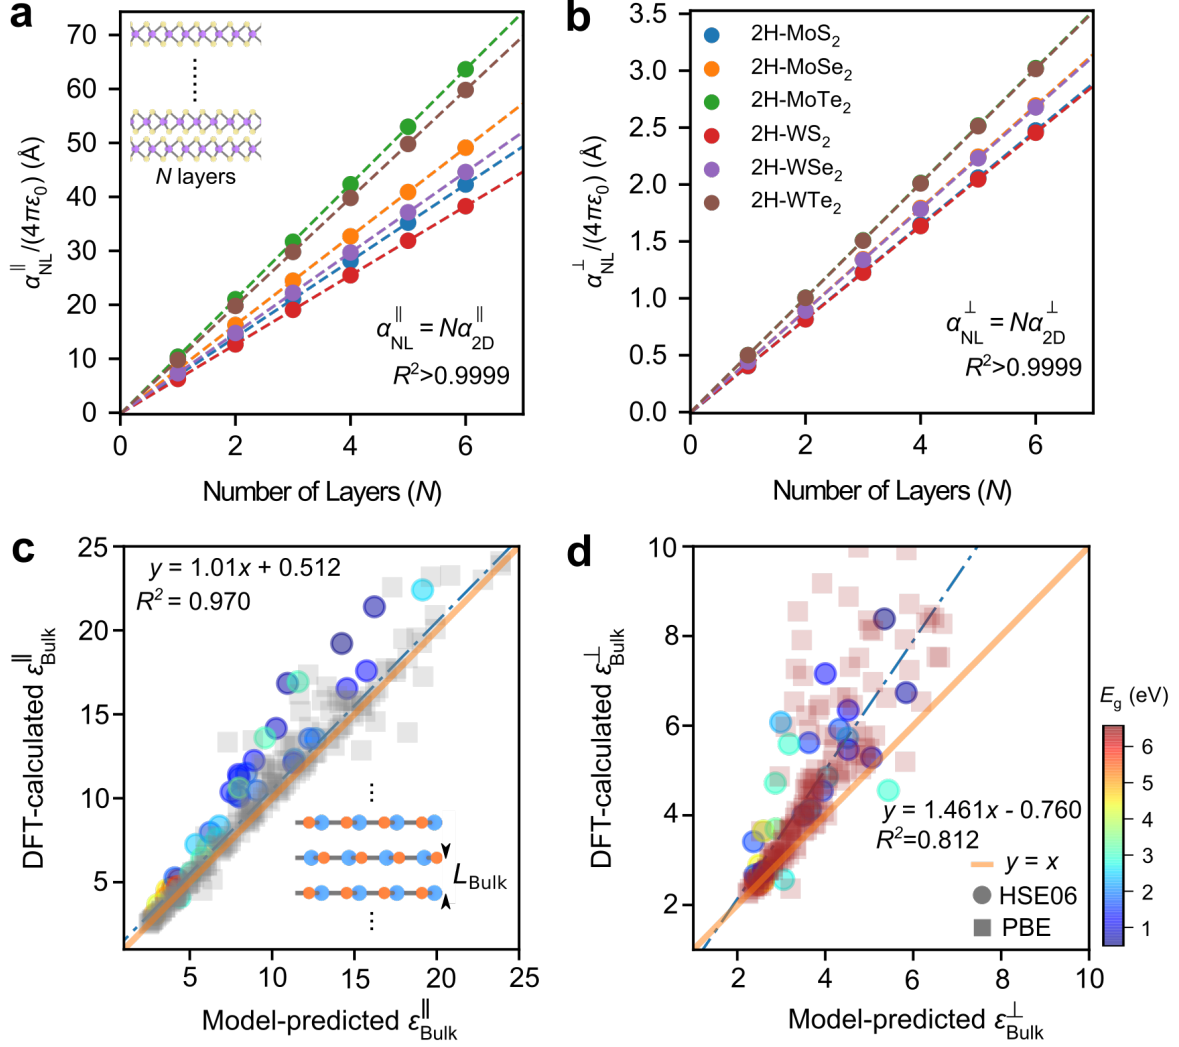 a
α∥NL/(4πε0) (Å)
70
60
50
40
30
20
10
0
N layers
α∥NL = Nα∥2D
R²>0.9999
0 2 4 6
Number of Layers (N)
b
α⊥NL/(4πε0) (Å)
3.5
3.0
2.5
2.0
1.5
1.0
0.5
0.0
2H-MoS2
2H-MoSe2
2H-MoTe2
2H-WS2
2H-WSe2
2H-WTe2
α⊥NL = Nα⊥2D
R²>0.9999
0 2 4 6
Number of Layers (N)
c
DFT-calculated ε∥Bulk
25
20
15
10
5
y = 1.01x + 0.512
R² = 0.970
LBulk
5 10 15 20 25
Model-predicted ε∥Bulk
d
DFT-calculated ε⊥Bulk
10
8
6
4
2
y = 1.461x - 0.760
R²=0.812
y = x
HSE06
PBE
2 4 6 8 10
Model-predicted ε⊥Bulk
Eg (eV)
6
5
4
3
2
1